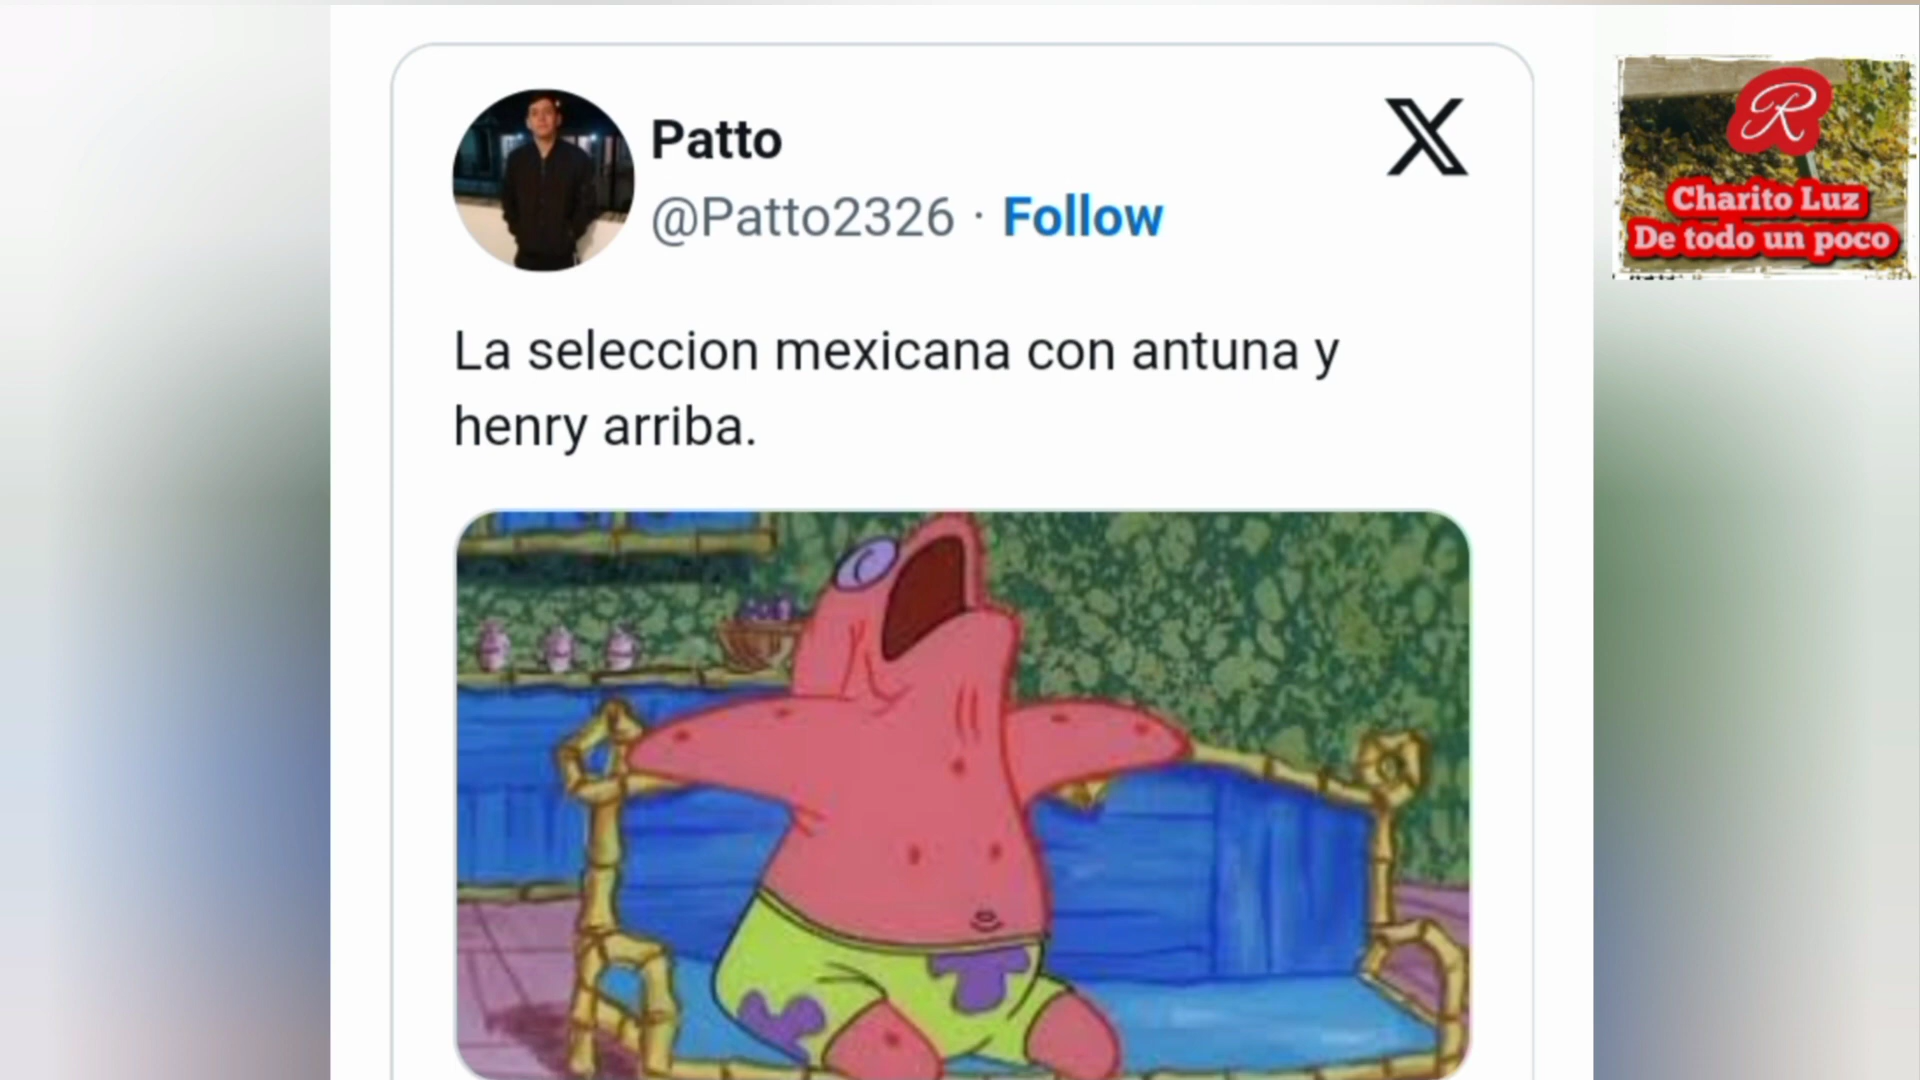 Patto
@Patto2326 · Follow
La seleccion mexicana con antuna y
henry arriba.
R
Charito Luz
De todo un poco